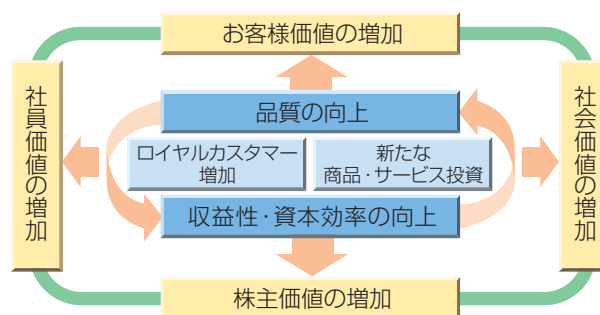 お客様価値の増加
社員価値の増加
品質の向上
ロイヤルカスタマー
増加
新たな
商品・サービス投資
収益性・資本効率の向上
社会価値の増加
株主価値の増加